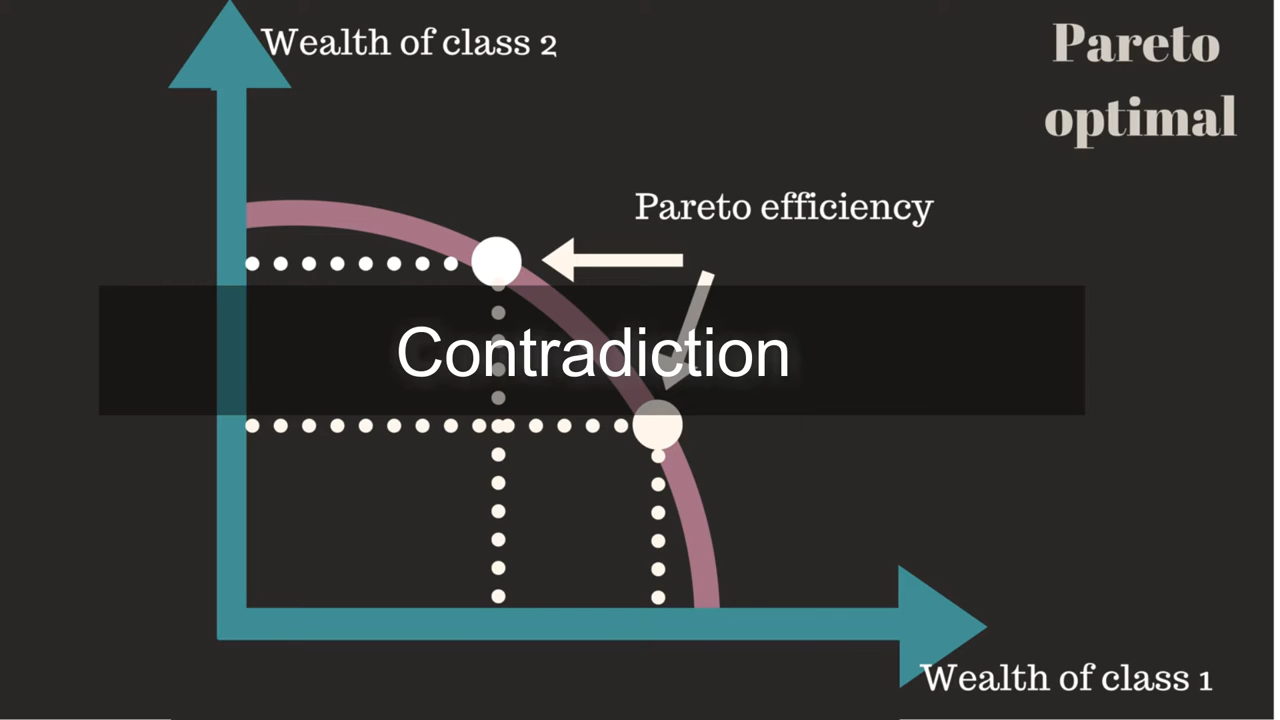 Wealth of class 2
Pareto
optimal
Pareto efficiency
Contradiction
Wealth of class 1